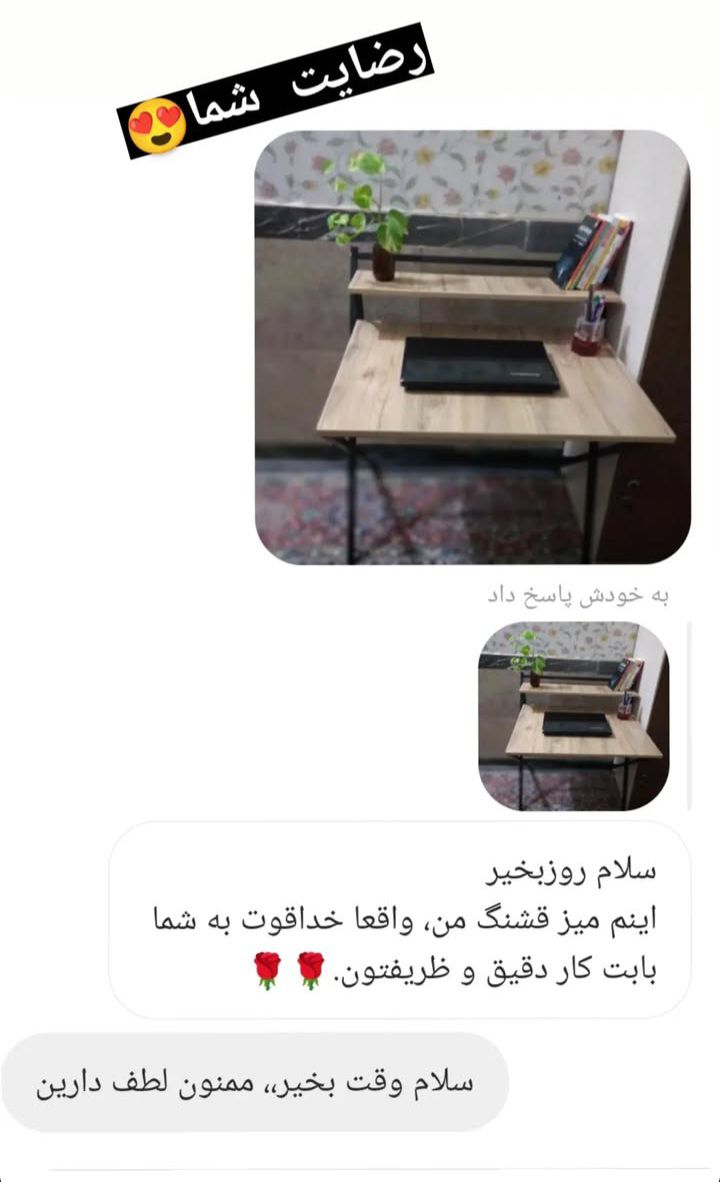 رضایت شما😍
به خودش پاسخ داد
سلام روزبخیر
اینم میز قشنگ من، واقعا خداقوت به شما
بابت کار دقیق و ظریفتون.🌹🌹
سلام وقت بخیر،، ممنون لطف دارین